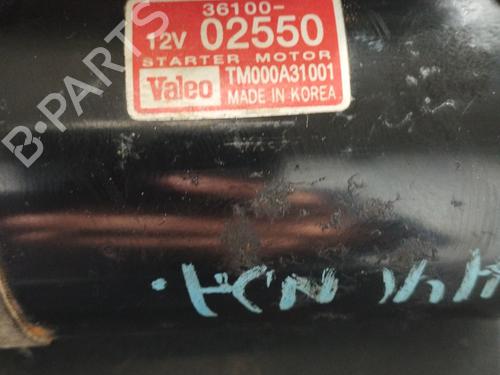 36100-
12V 02550
STARTER MOTOR
Valeo TM000A31001
MADE IN KOREA
B-PARTS